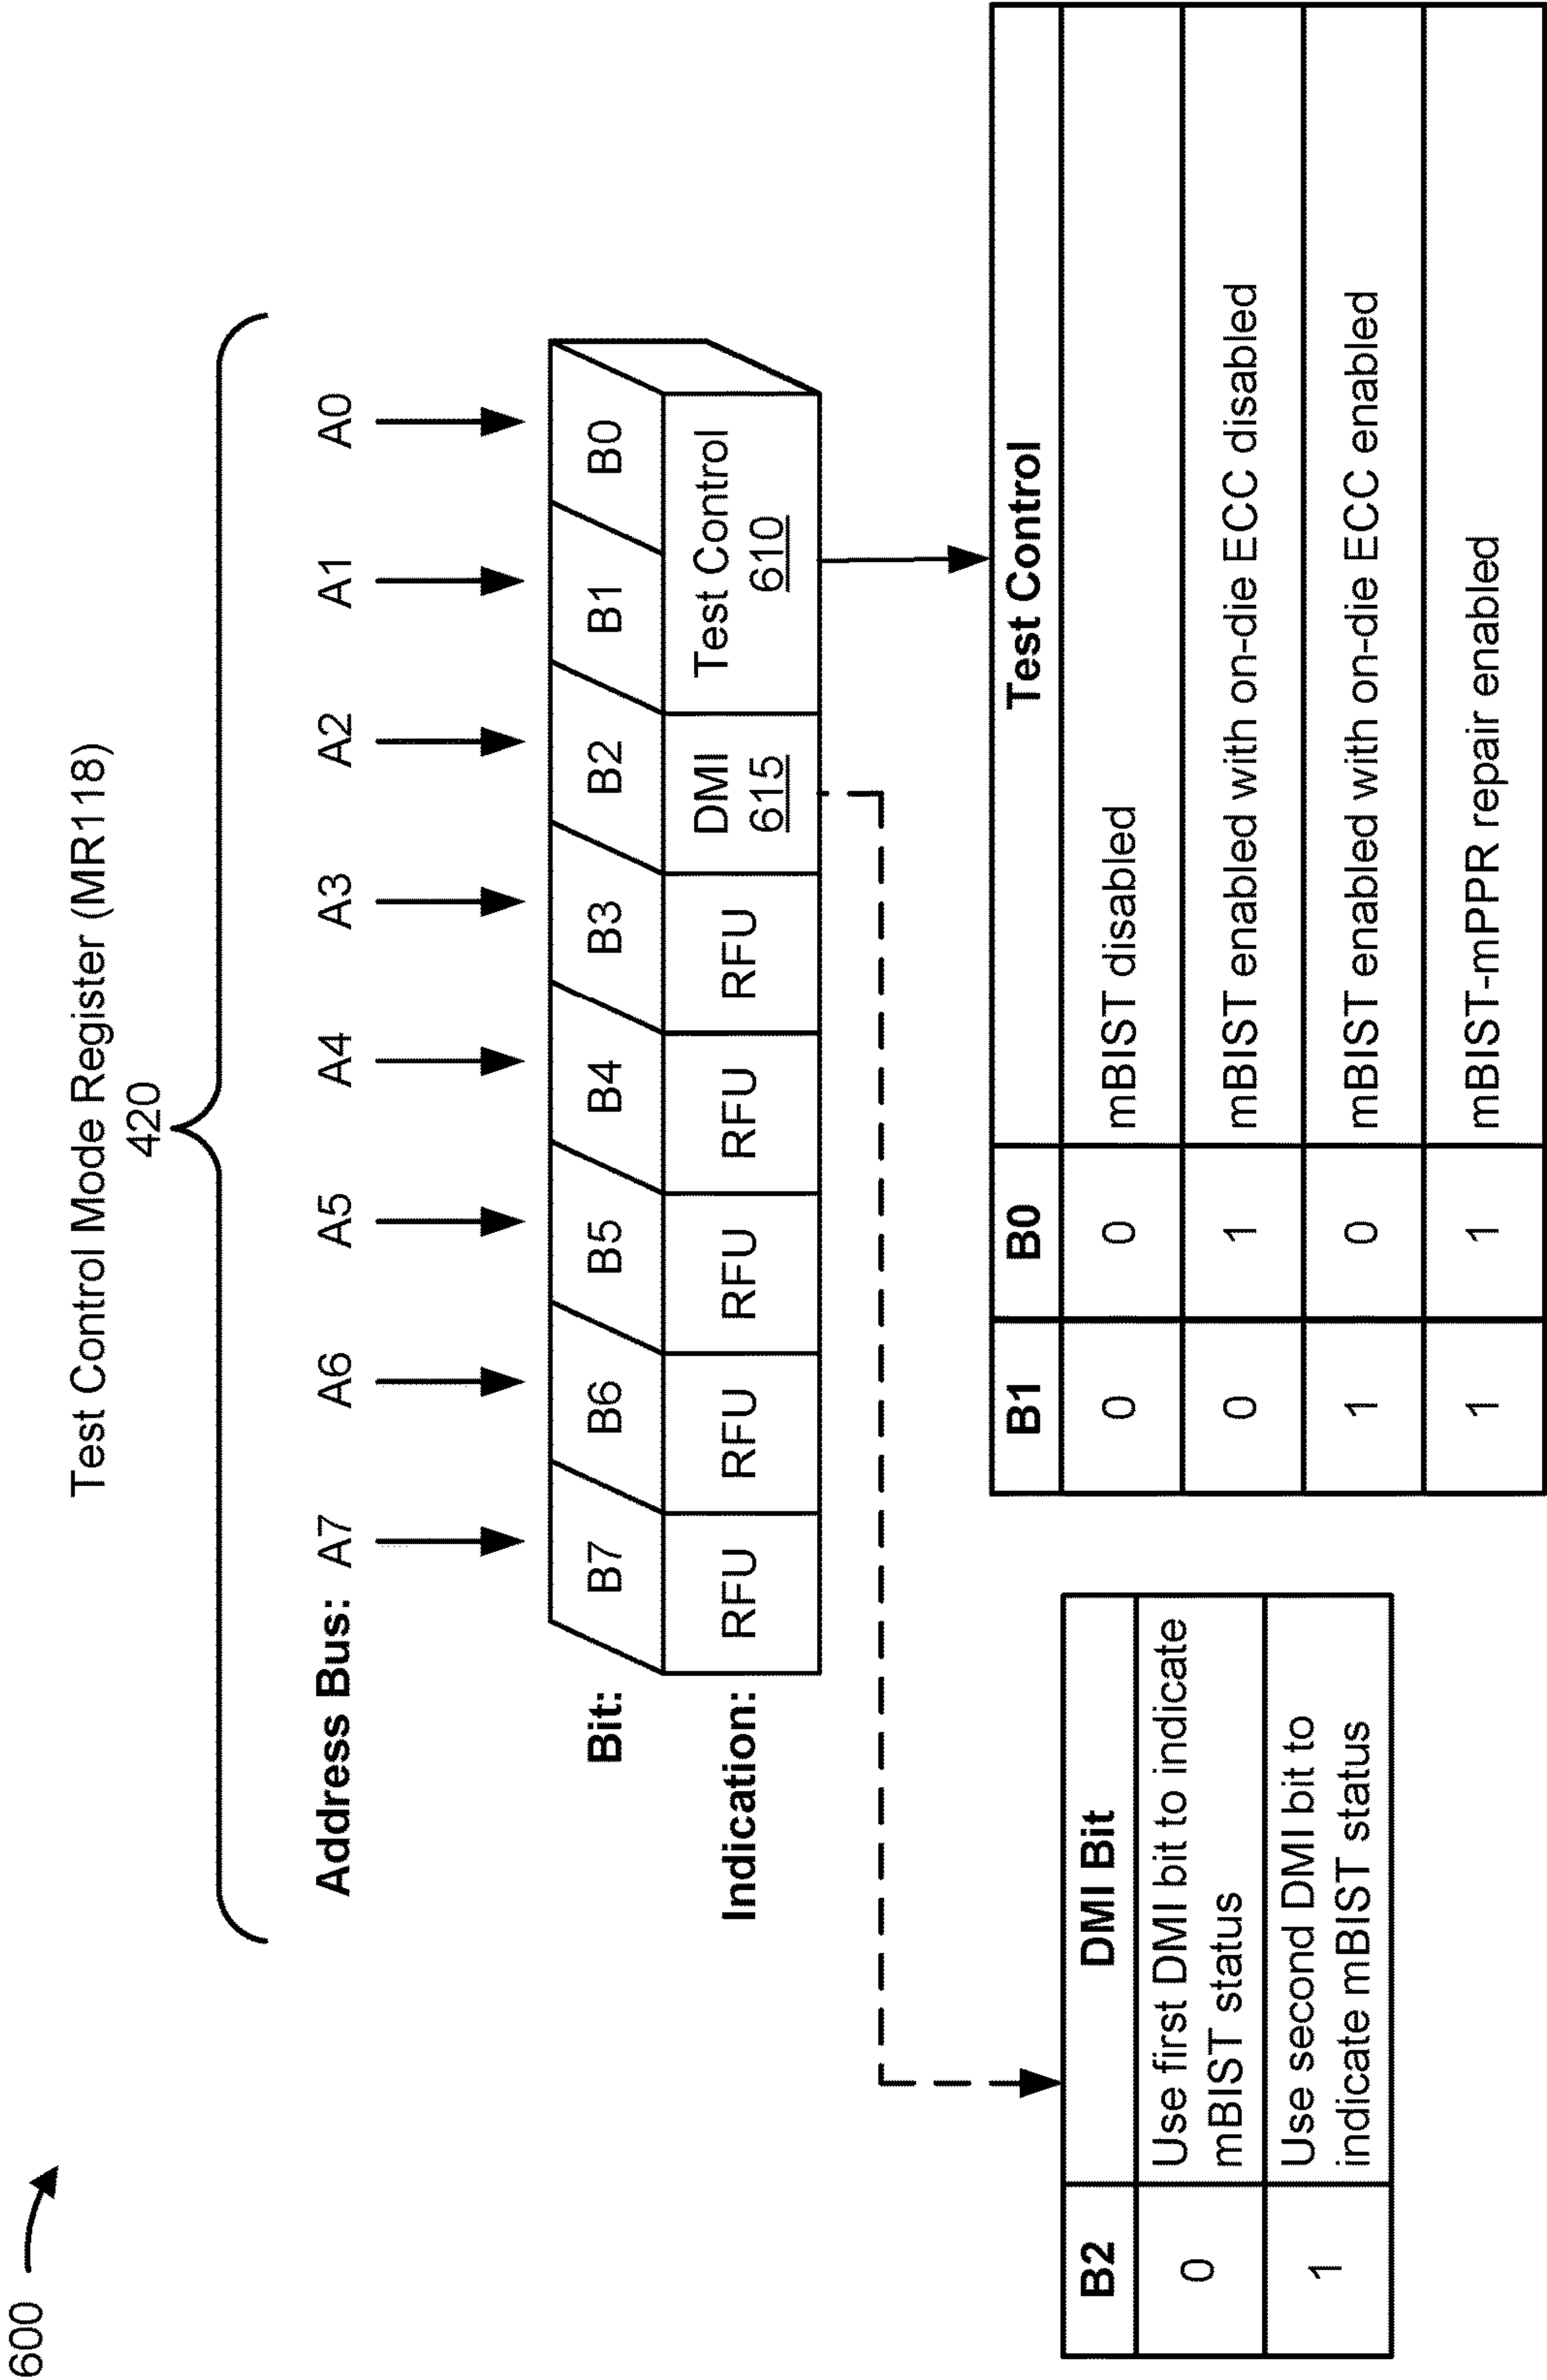 600
Test Control Mode Register (MR118)
420
Address Bus: A7 A6 A5 A4 A3 A2 A1 A0
Bit: B7 B6 B5 B4 B3 B2 B1 B0
Indication: RFU RFU RFU RFU RFU DMI Test Control
615 610
B2 DMI Bit
0 Use first DMI bit to indicate
mBIST status
1 Use second DMI bit to
indicate mBIST status
B1 B0 Test Control
0 0 mBIST disabled
0 1 mBIST enabled with on-die ECC disabled
1 0 mBIST enabled with on-die ECC enabled
1 1 mBIST-mPPR repair enabled